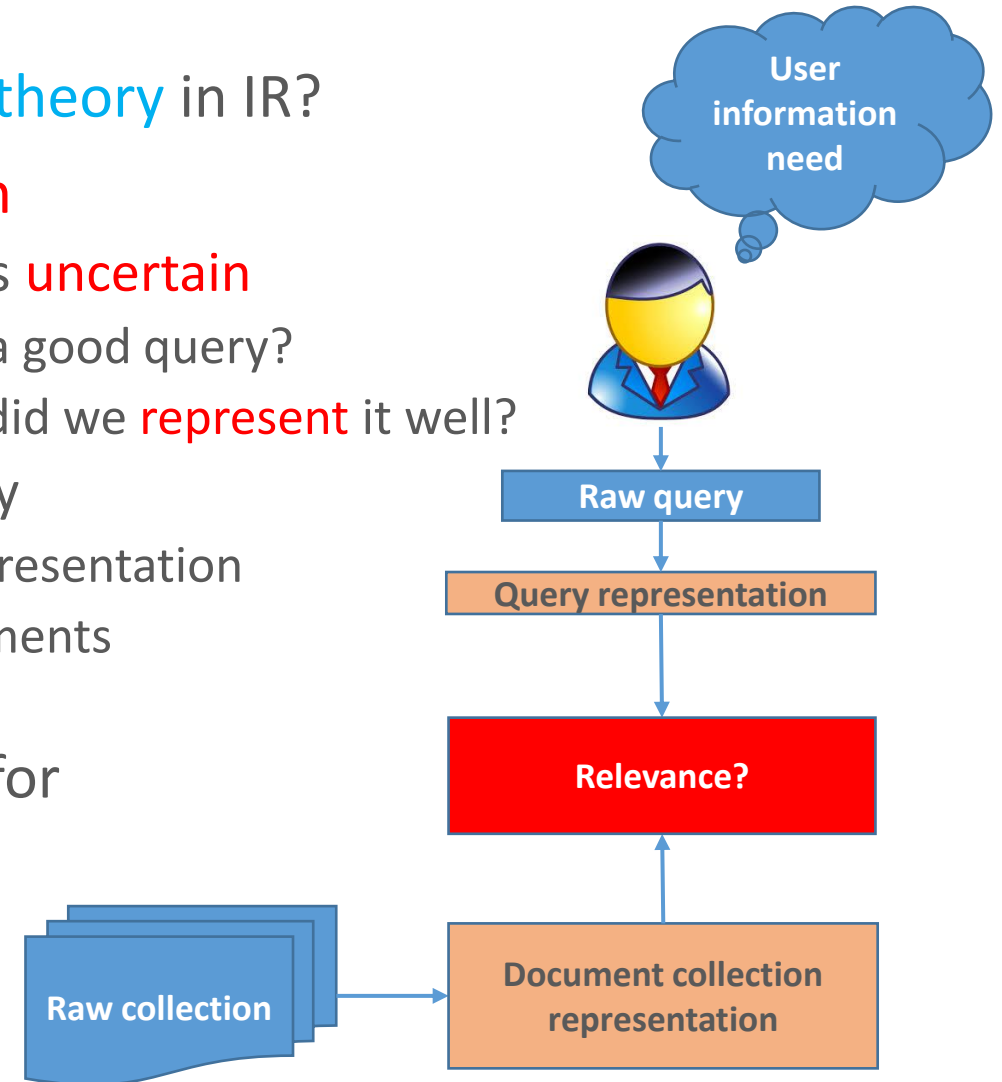 theory in IR?
uncertain
a good query?
did we represent it well?
resentation
for
User
information
need
Raw query
Query representation
Relevance?
Document collection
representation
Raw collection